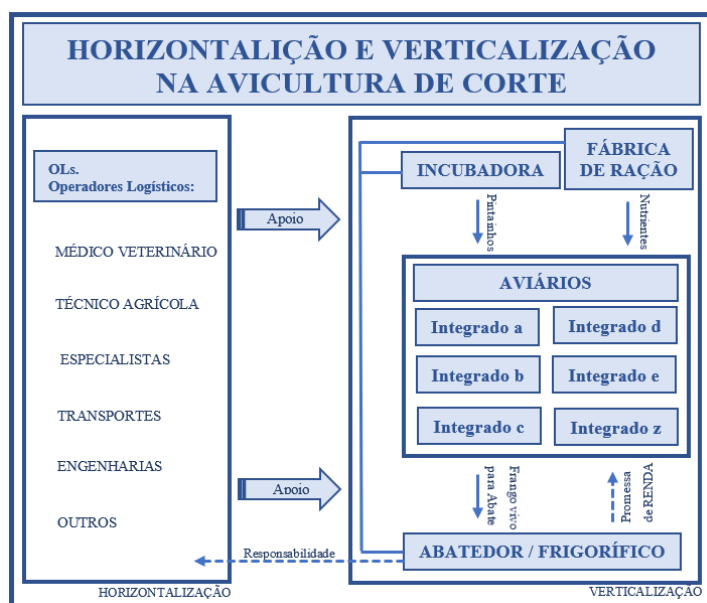 HORIZONTALIÇÃO E VERTICALIZAÇÃO
NA AVICULTURA DE CORTE
OLs.
Operadores Logísticos:
MÉDICO VETERINÁRIO
TÉCNICO AGRÍCOLA
ESPECIALISTAS
TRANSPORTES
ENGENHARIAS
OUTROS
HORIZONTALIZAÇÃO
Apoio
Apoio
Responsabilidade
INCUBADORA
FÁBRICA
DE RAÇÃO
Pintainhos
Nutrientes
AVIÁRIOS
Integrado a
Integrado d
Integrado b
Integrado e
Integrado c
Integrado z
Frango vivo
para Abate
Promessa
de RENDA
ABATEDOR / FRIGORÍFICO
VERTICALIZAÇÃO